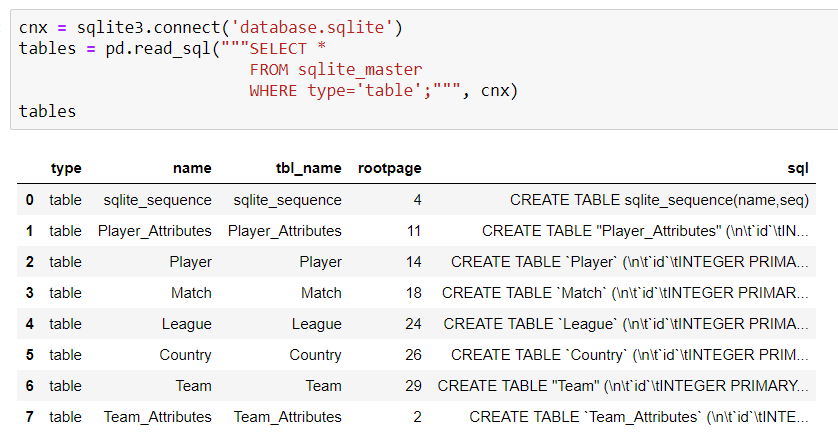 cnx = sqlite3.connect('database.sqlite')
tables = pd.read_sql("""SELECT *
FROM sqlite_master
WHERE type='table';""", cnx)
tables
type name tbl_name rootpage sql
0 table sqlite_sequence sqlite_sequence 4 CREATE TABLE sqlite_sequence(name,seq)
1 table Player_Attributes Player_Attributes 11 CREATE TABLE "Player_Attributes" (\n\t`id`\tIN...
2 table Player Player 14 CREATE TABLE `Player` (\n\t`id`\tINTEGER PRIMA...
3 table Match Match 18 CREATE TABLE `Match` (\n\t`id`\tINTEGER PRIMAR...
4 table League League 24 CREATE TABLE `League` (\n\t`id`\tINTEGER PRIMA...
5 table Country Country 26 CREATE TABLE `Country` (\n\t`id`\tINTEGER PRIM...
6 table Team Team 29 CREATE TABLE "Team" (\n\t`id`\tINTEGER PRIMARY...
7 table Team_Attributes Team_Attributes 2 CREATE TABLE `Team_Attributes` (\n\t`id`\tINTE...